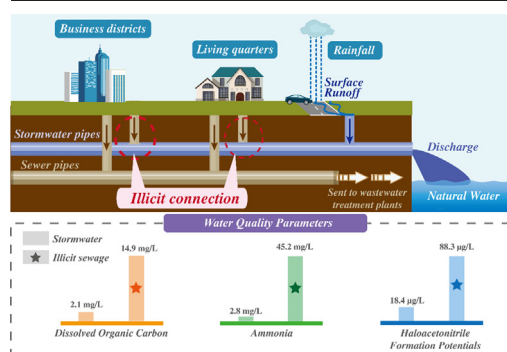 Business districts
Living quarters
Rainfall
Surface
Runoff
Stormwater pipes
Sewer pipes
Illicit connection
Sent to wastewater
treatment plants
Discharge
Natural Water
Water Quality Parameters
Stormwater
Illicit sewage
2.1 mg/L
14.9 mg/L
Dissolved Organic Carbon
2.8 mg/L
45.2 mg/L
Ammonia
18.4 µg/L
88.3 µg/L
Haloacetonitrile
Formation Potentials